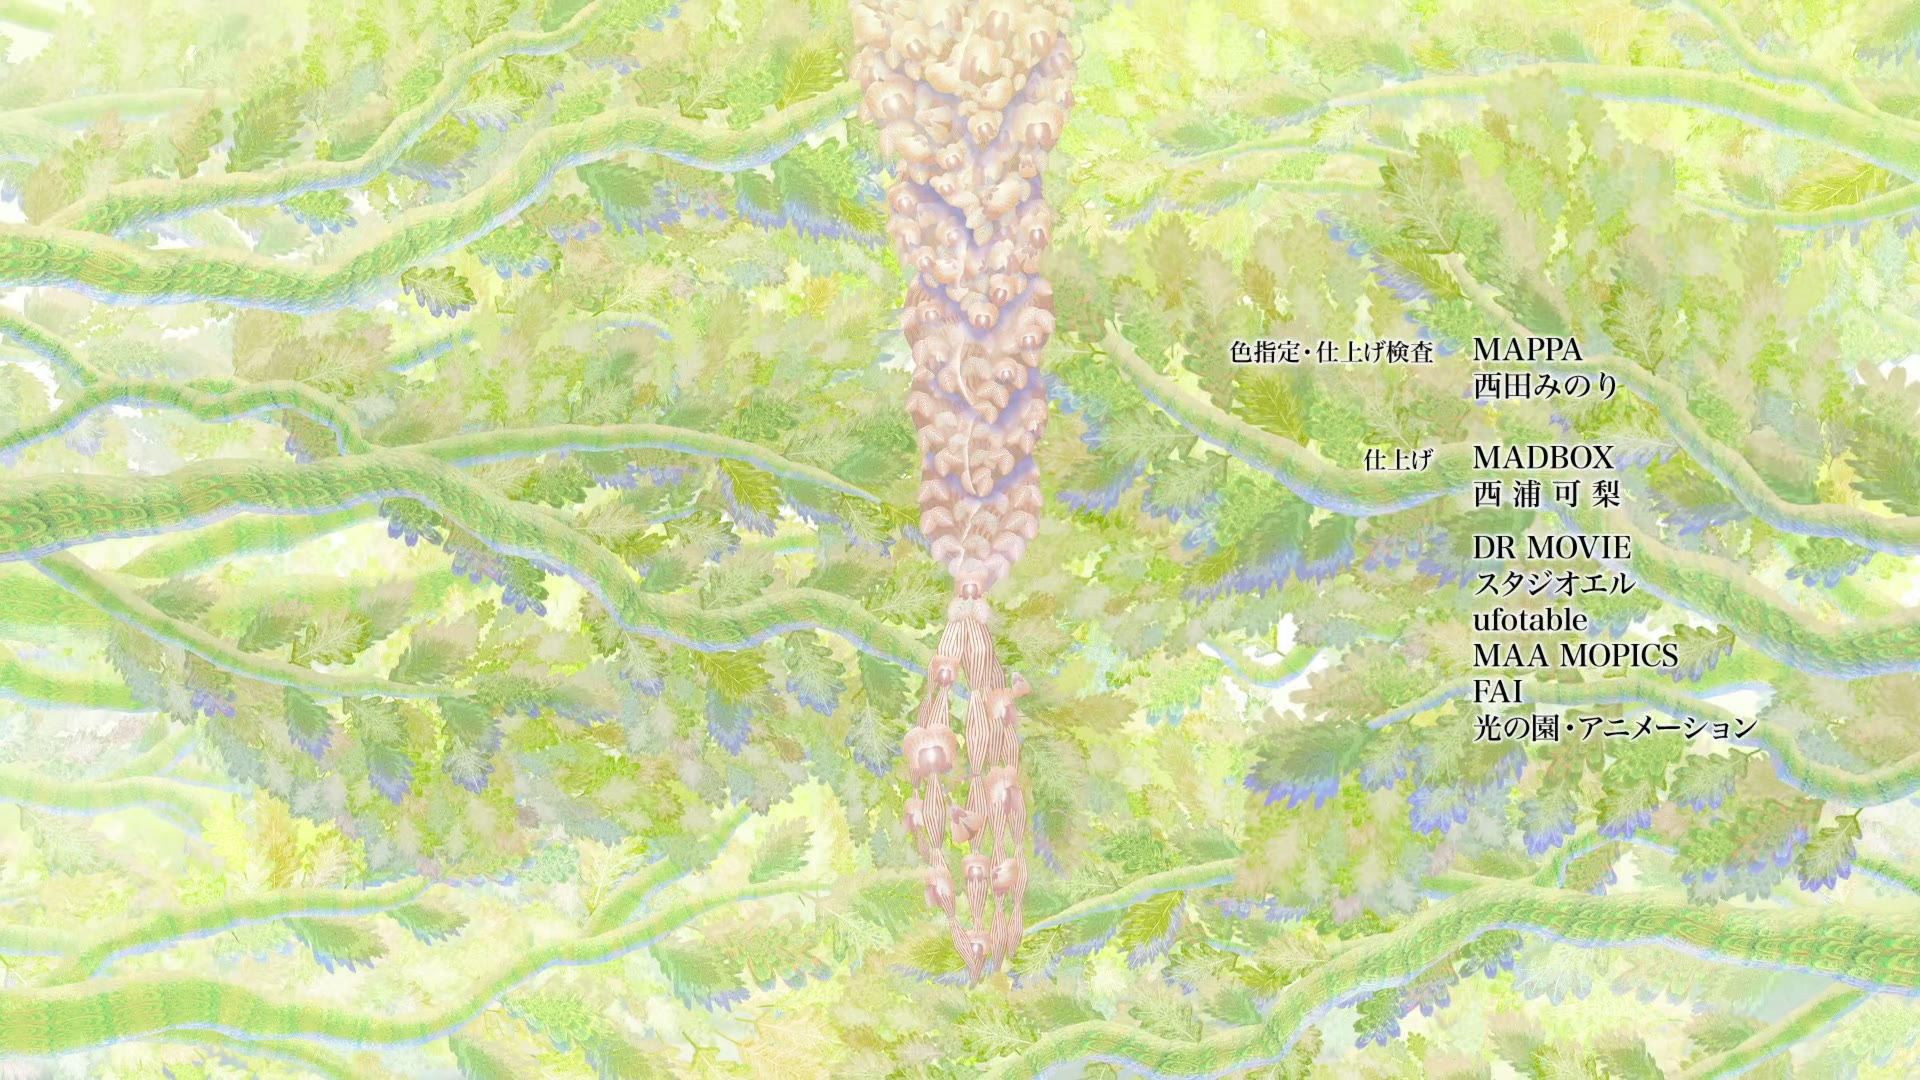 色指定・仕上げ検査 MAPPA
西田みのり
仕上げ MADBOX
西浦可梨
DR MOVIE
スタジオエル
ufotable
MAA MOPICS
FAI
光の園・アニメーション